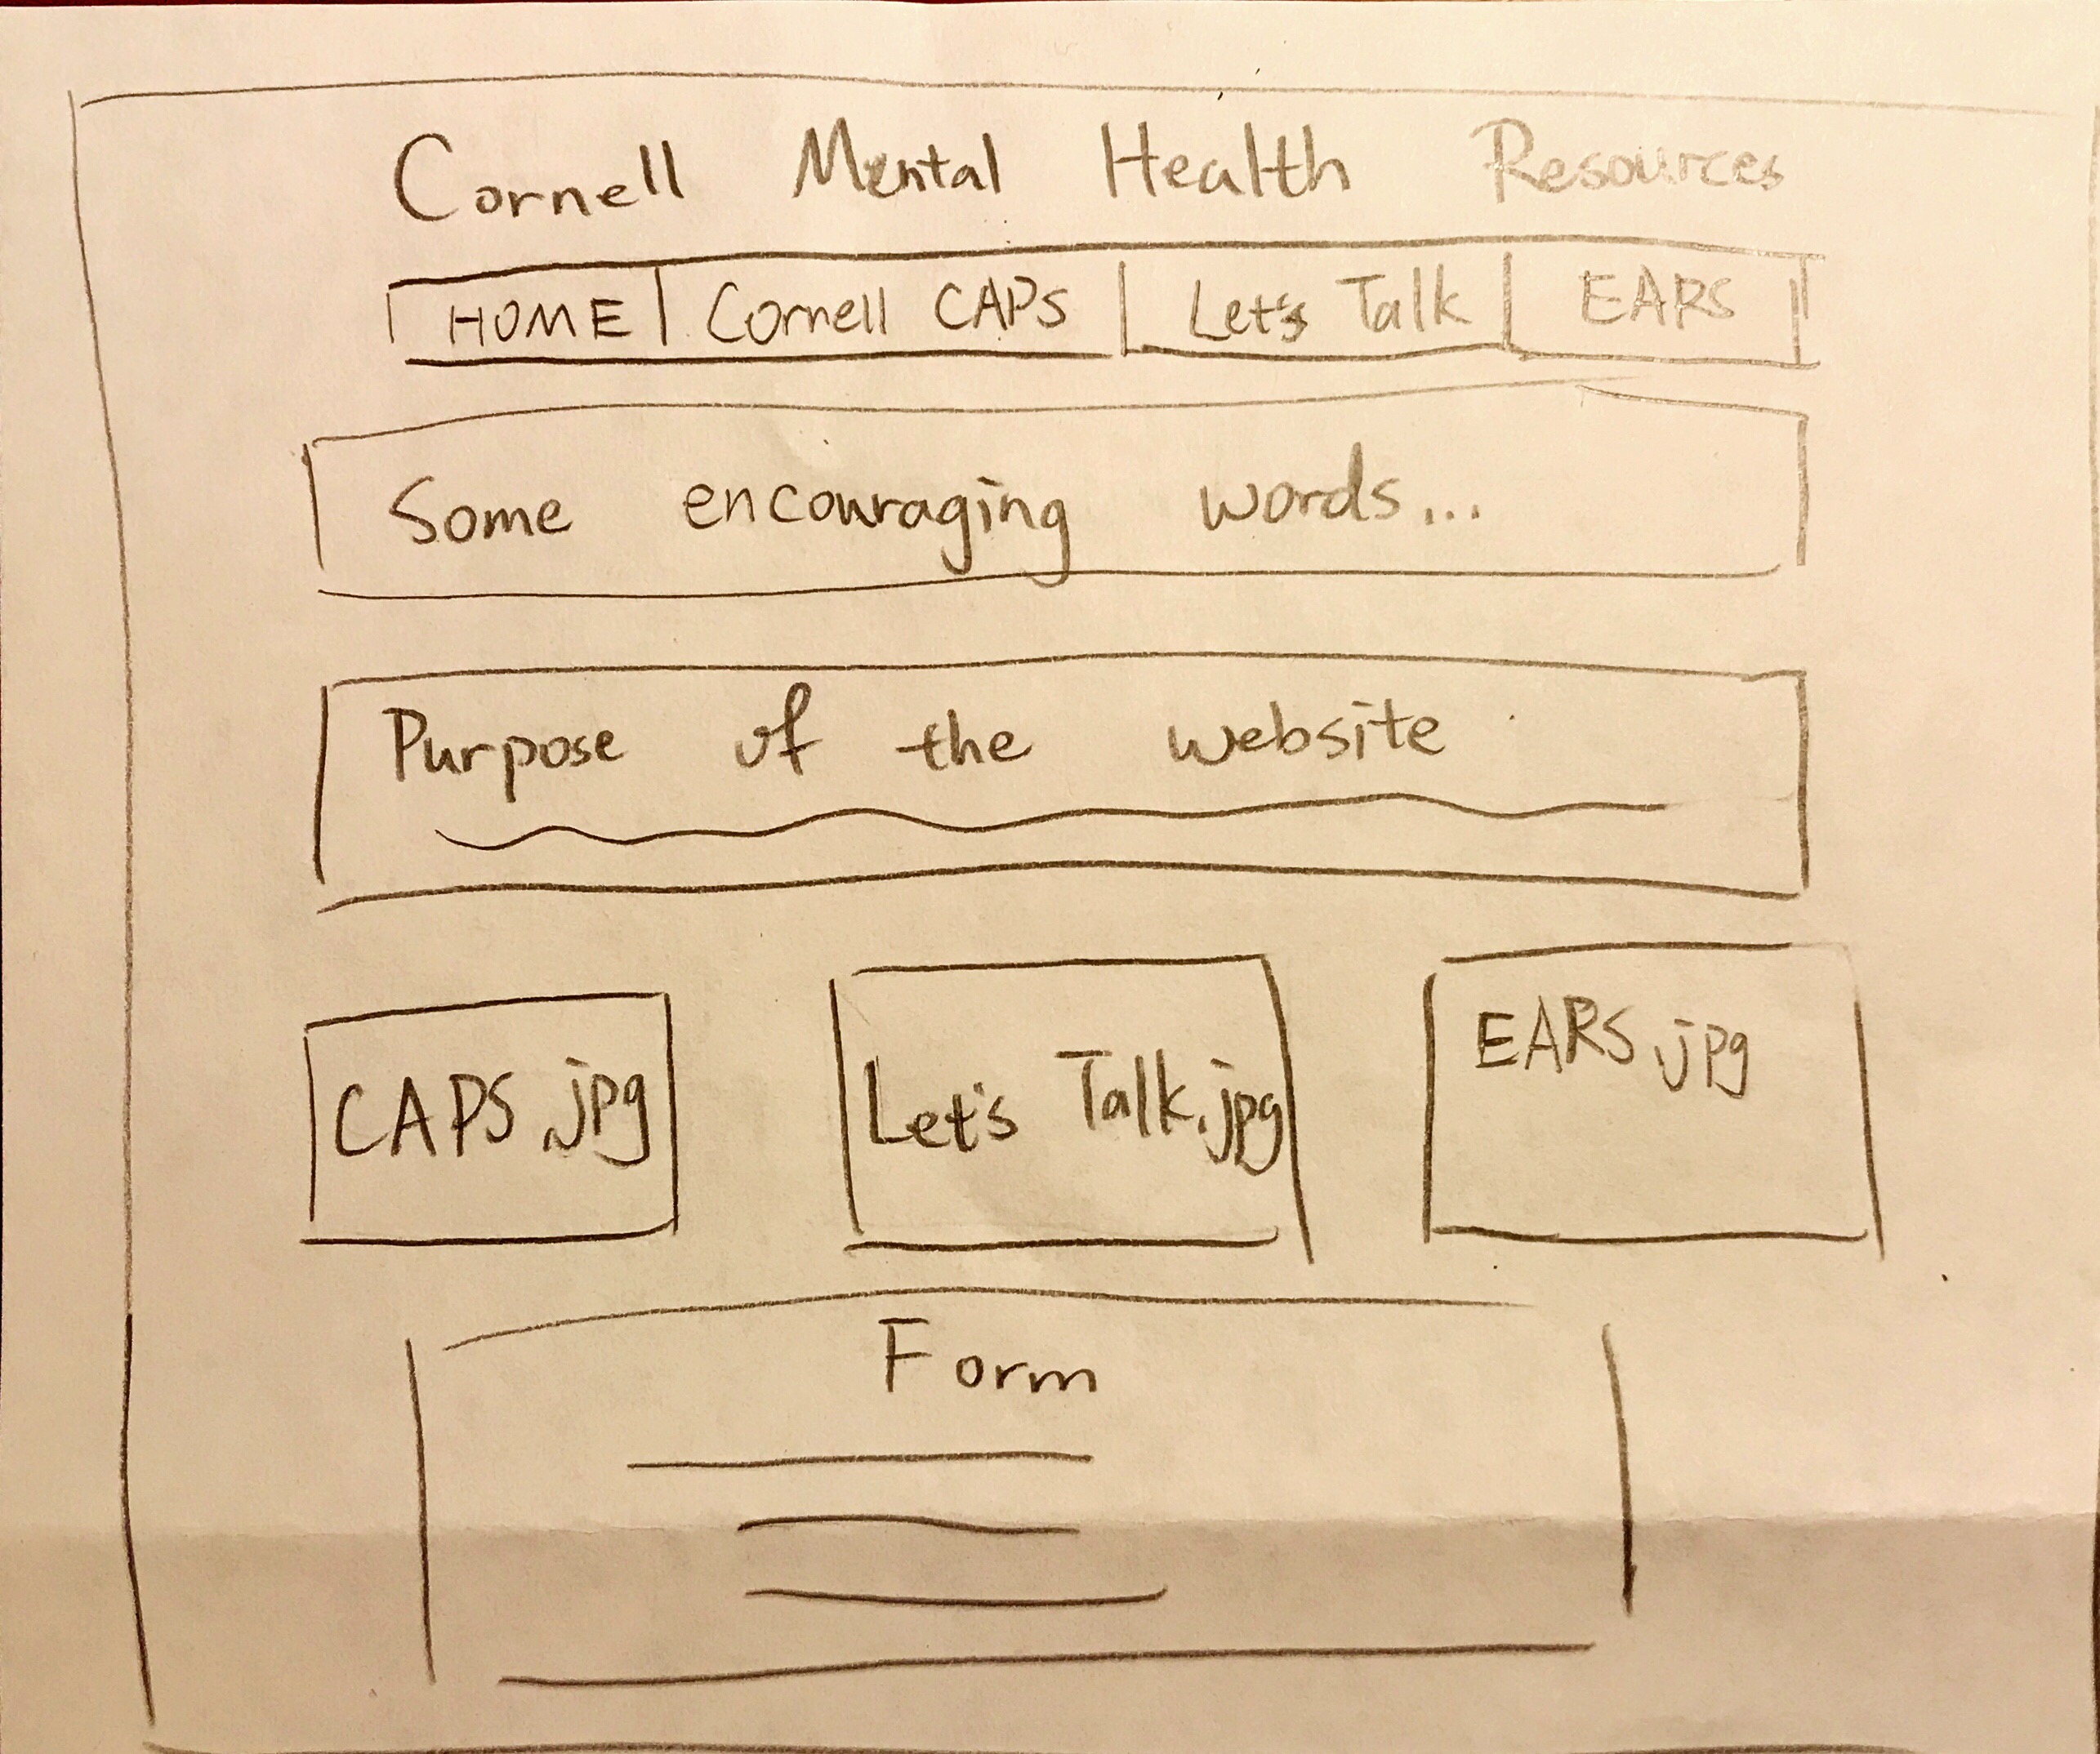 Cornell Mental Health Resources
HOME Cornell CAPS Let's Talk EARS
Some encouraging words...
Purpose of the website
CAPS.jpg Let's Talk.jpg EARS.jpg
Form